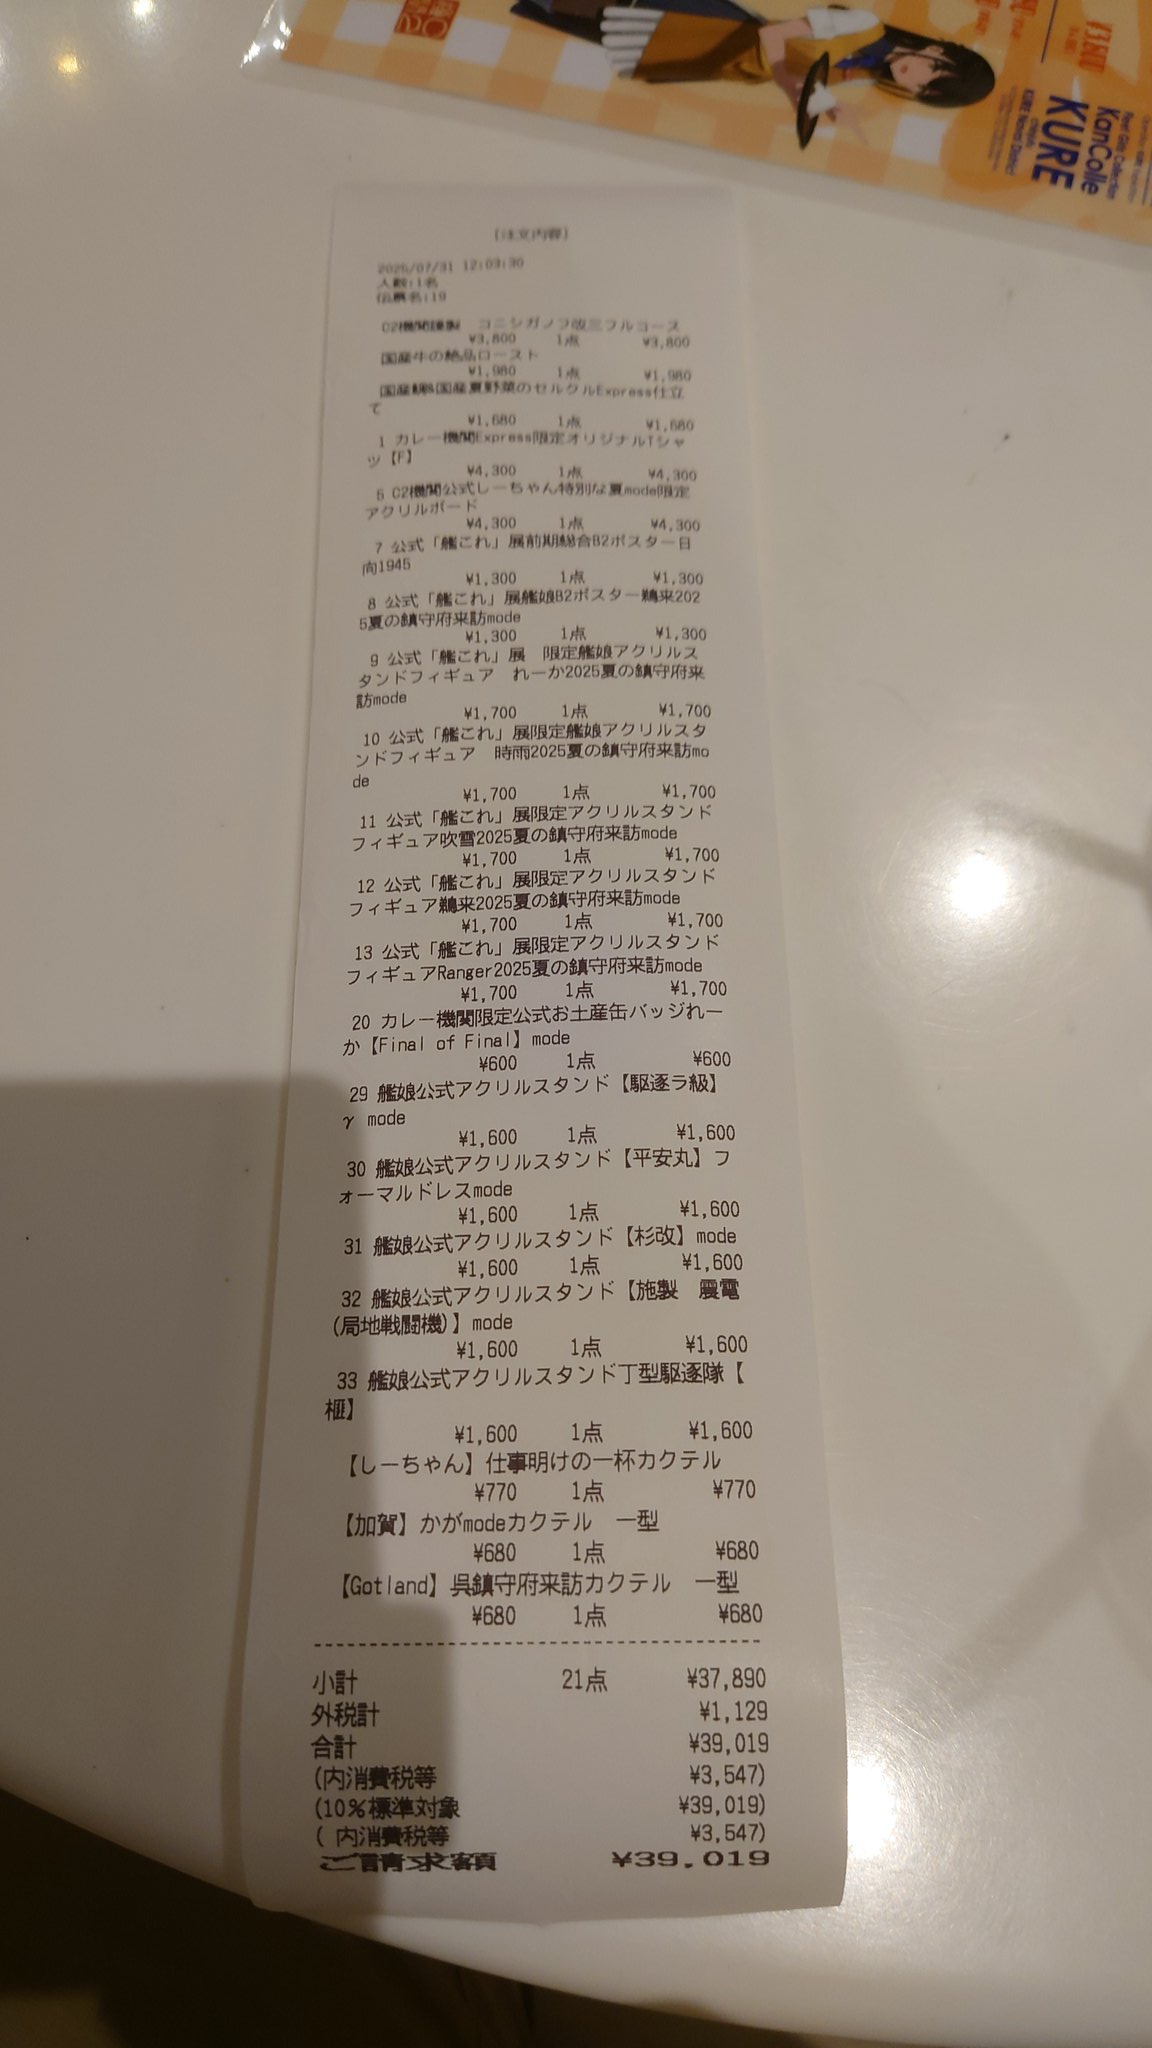 KanColle
KURE
KURE Naval District
[注文内容]
2025/07/31 12:03:30
人数:1名
伝票名:19
C2機関謹製 コニシガノフ改三フルコース
¥3,800 1点 ¥3,800
国産牛の絶品ロースト
¥1,980 1点 ¥1,980
国産鯛&国産夏野菜のセルクルExpress仕立
て
¥1,680 1点 ¥1,680
1 カレー機関Express限定オリジナルTシャ
ツ【F】
¥4,300 1点 ¥4,300
5 C2機関公式しーちゃん特別な夏mode限定
アクリルボード
¥4,300 1点 ¥4,300
7 公式「艦これ」展前期総合B2ポスター日
向1945
¥1,300 1点 ¥1,300
8 公式「艦これ」展艦娘B2ポスター鵜来202
5夏の鎮守府来訪mode
¥1,300 1点 ¥1,300
9 公式「艦これ」展 限定艦娘アクリルス
タンドフィギュア れーか2025夏の鎮守府来
訪mode
¥1,700 1点 ¥1,700
10 公式「艦これ」展限定艦娘アクリルスタ
ンドフィギュア 時雨2025夏の鎮守府来訪mo
de
¥1,700 1点 ¥1,700
11 公式「艦これ」展限定アクリルスタンド
フィギュア吹雪2025夏の鎮守府来訪mode
¥1,700 1点 ¥1,700
12 公式「艦これ」展限定アクリルスタンド
フィギュア鵜来2025夏の鎮守府来訪mode
¥1,700 1点 ¥1,700
13 公式「艦これ」展限定アクリルスタンド
フィギュアRanger2025夏の鎮守府来訪mode
¥1,700 1点 ¥1,700
20 カレー機関限定公式お土産缶バッジれー
か【Final of Final】mode
¥600 1点 ¥600
29 艦娘公式アクリルスタンド【駆逐ラ級】
γ mode
¥1,600 1点 ¥1,600
30 艦娘公式アクリルスタンド【平安丸】フ
ォーマルドレスmode
¥1,600 1点 ¥1,600
31 艦娘公式アクリルスタンド【杉改】mode
¥1,600 1点 ¥1,600
32 艦娘公式アクリルスタンド【施製 震電
(局地戦闘機)】mode
¥1,600 1点 ¥1,600
33 艦娘公式アクリルスタンド丁型駆逐隊【
榧】
¥1,600 1点 ¥1,600
【しーちゃん】仕事明けの一杯カクテル
¥770 1点 ¥770
【加賀】かがmodeカクテル 一型
¥680 1点 ¥680
【Gotland】呉鎮守府来訪カクテル 一型
¥680 1点 ¥680
小計 21点 ¥37,890
外税計 ¥1,129
合計 ¥39,019
(内消費税等 ¥3,547)
(10%標準対象 ¥39,019)
( 内消費税等 ¥3,547)
ご請求額 ¥39,019